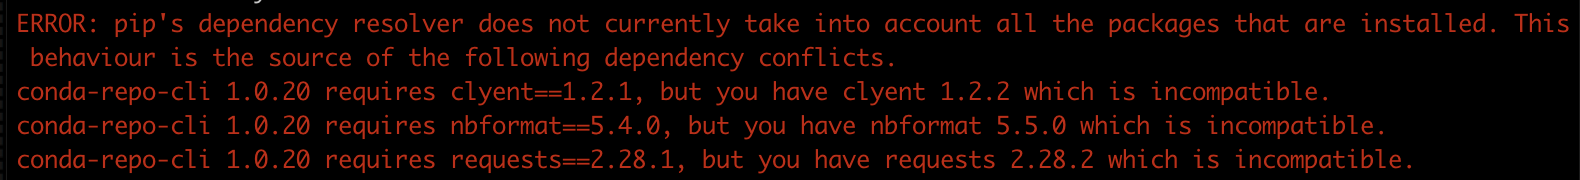 ERROR: pip's dependency resolver does not currently take into account all the packages that are installed. This
behaviour is the source of the following dependency conflicts.
conda-repo-cli 1.0.20 requires clyent==1.2.1, but you have clyent 1.2.2 which is incompatible.
conda-repo-cli 1.0.20 requires nbformat==5.4.0, but you have nbformat 5.5.0 which is incompatible.
conda-repo-cli 1.0.20 requires requests==2.28.1, but you have requests 2.28.2 which is incompatible.